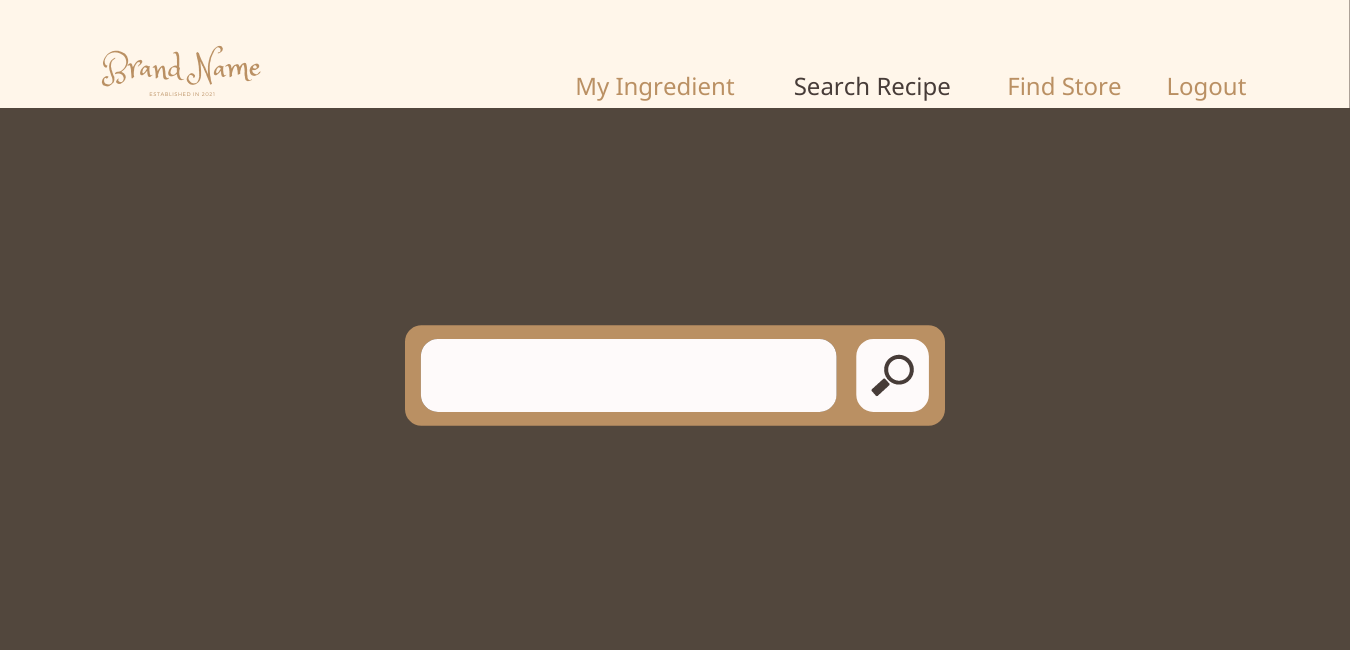 Brand Name
ESTABLISHED IN 2021
My Ingredient Search Recipe Find Store Logout